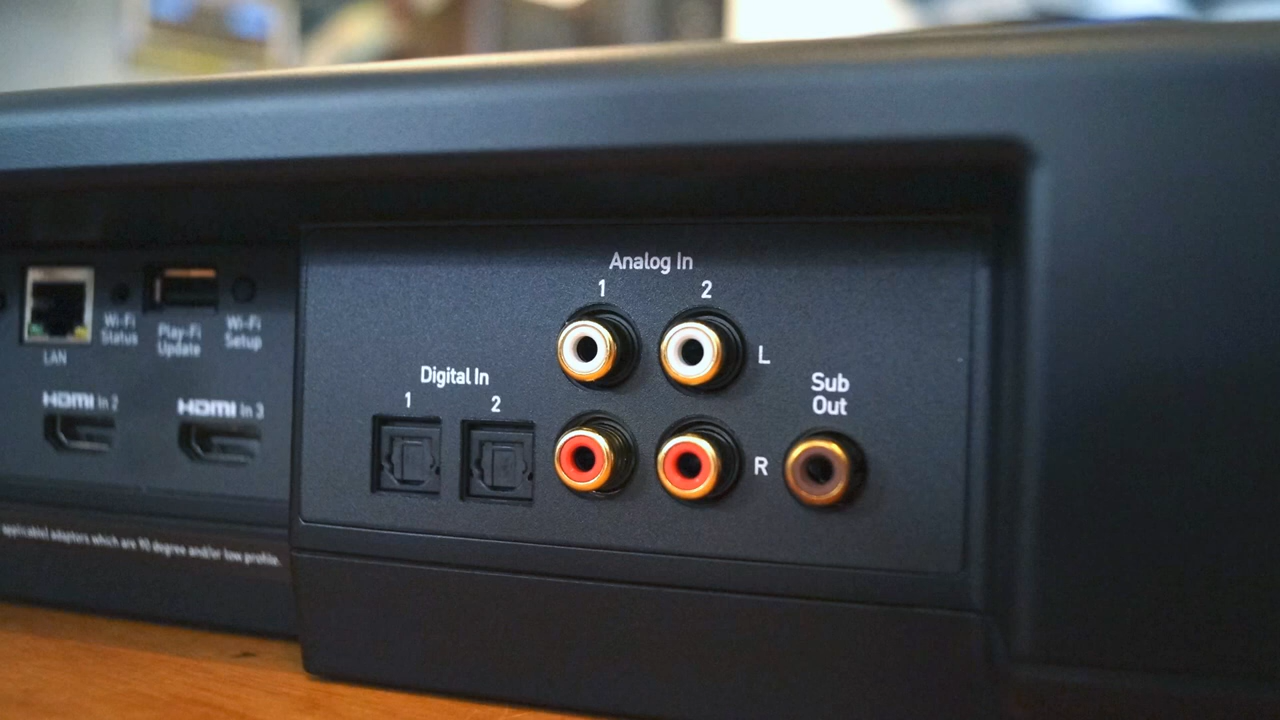 LAN
Wi-Fi
Status
Play-Fi
Update
Wi-Fi
Setup
HDMI In 2
HDMI In 3
applicable) adaptors which are 90 degree and/or low profile.
Digital In
1 2
Analog In
1 2
L
R
Sub
Out